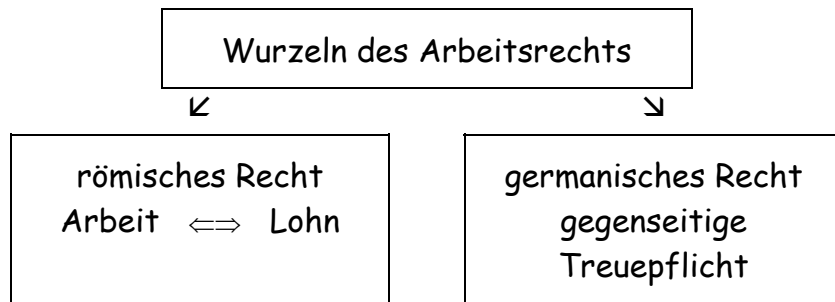 Wurzeln des Arbeitsrechts
römisches Recht
Arbeit ⇐⇒ Lohn
germanisches Recht
gegenseitige
Treuepflicht